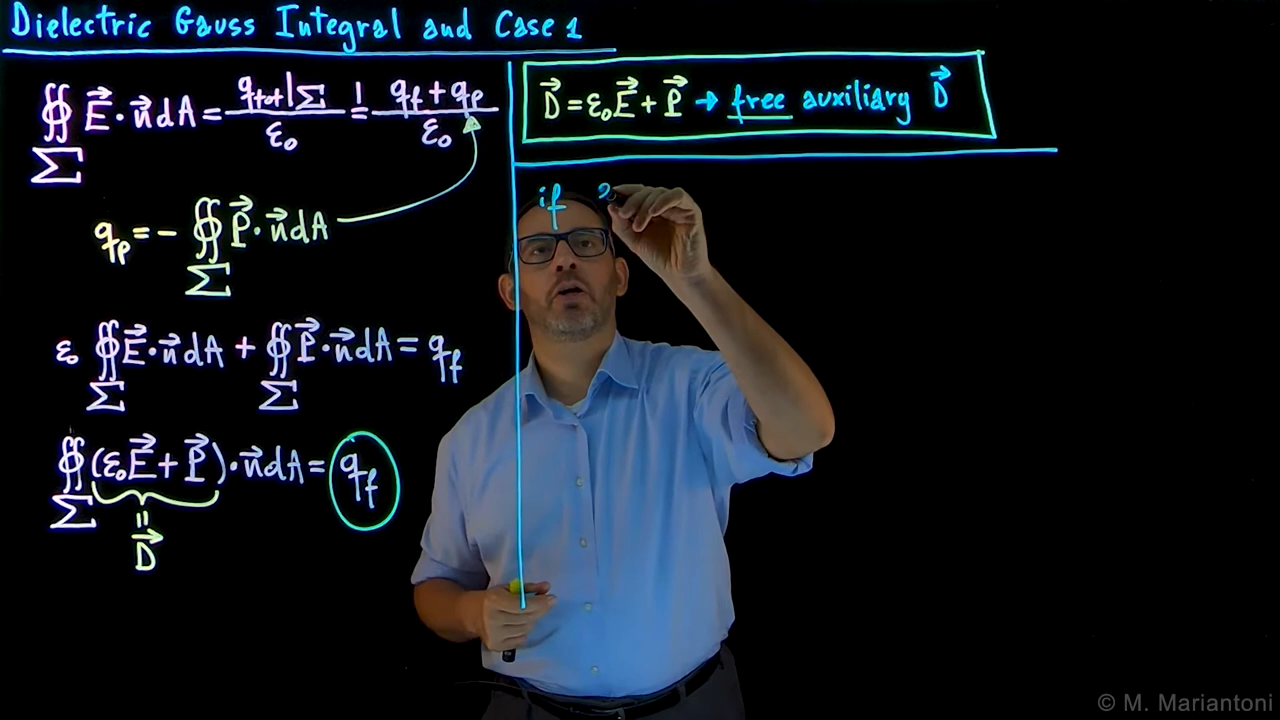 Dielectric Gauss Integral and Case 1
∯_Σ E⃗ · n⃗ dA = q_tot|_Σ / ε₀ =! (q_f + q_p) / ε₀
q_p = − ∯_Σ P⃗ · n⃗ dA
ε₀ ∯_Σ E⃗ · n⃗ dA + ∯_Σ P⃗ · n⃗ dA = q_f
∯_Σ (ε₀E⃗ + P⃗) · n⃗ dA = q_f
=
D⃗
D⃗ = ε₀E⃗ + P⃗ → free auxiliary D⃗
if
© M. Mariantoni